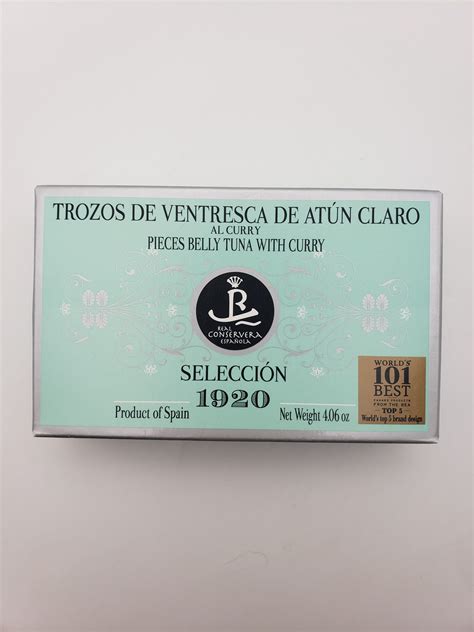 TROZOS DE VENTRESCA DE ATÚN CLARO
AL CURRY
PIECES BELLY TUNA WITH CURRY
R
REAL
CONSERVERA
ESPAÑOLA
SELECCIÓN
1920
Product of Spain
Net Weight 4.06 oz
WORLD'S
101
BEST
CANNED PRODUCTS
FROM THE SEA
TOP 5
World's top 5 brand design